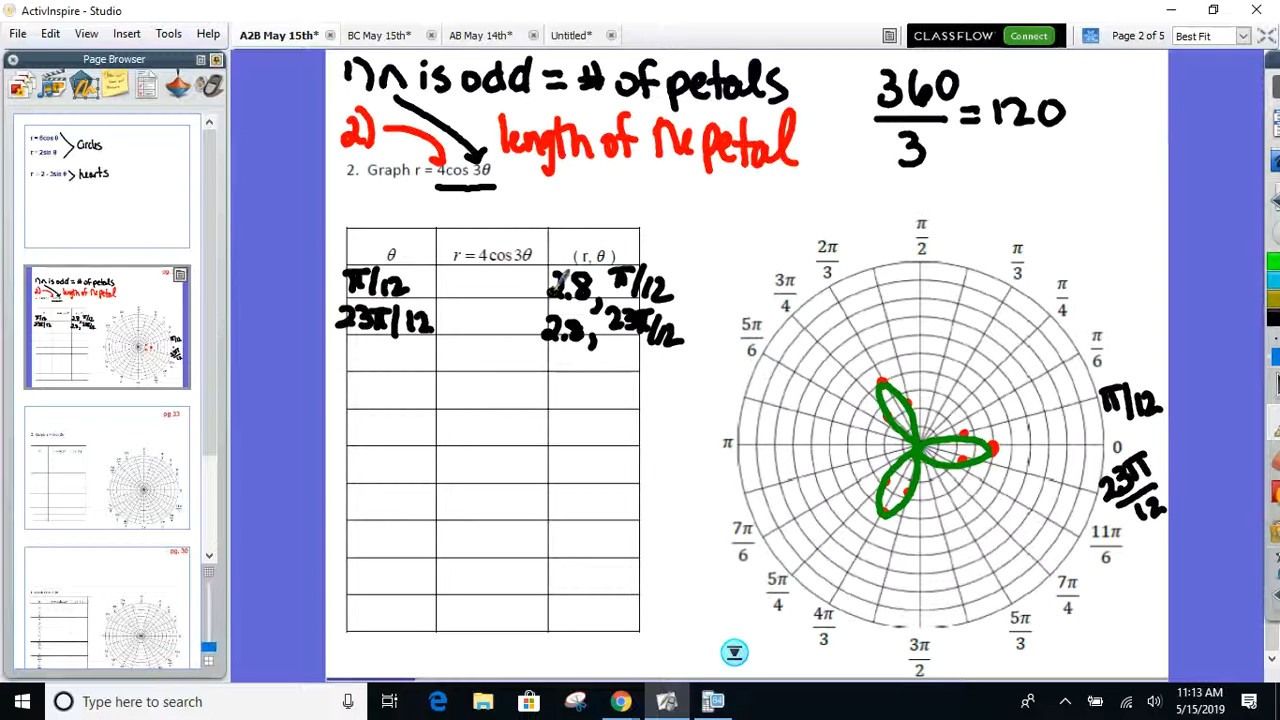 ActivInspire - Studio
File Edit View Insert Tools Help
A2B May 15th* BC May 15th* AB May 14th* Untitled*
CLASSFLOW Connect
Page 2 of 5 Best Fit
Page Browser
r = 6cos θ
r = 2sin θ
Circles
r = 2 - 3sin θ
hearts
pg 33
pg. 30
1) n is odd = # of petals
2) length of the petal
360
3
= 120
2. Graph r = 4cos 3θ
θ r = 4cos3θ ( r, θ )
π/12 2.8, π/12
23π/12 2.8, 23π/12
π/2
2π/3 π/3
3π/4 π/4
5π/6 π/6
π/12
π 0
23π/12
7π/6 11π/6
5π/4 7π/4
4π/3 5π/3
3π/2
Type here to search
11:13 AM
5/15/2019